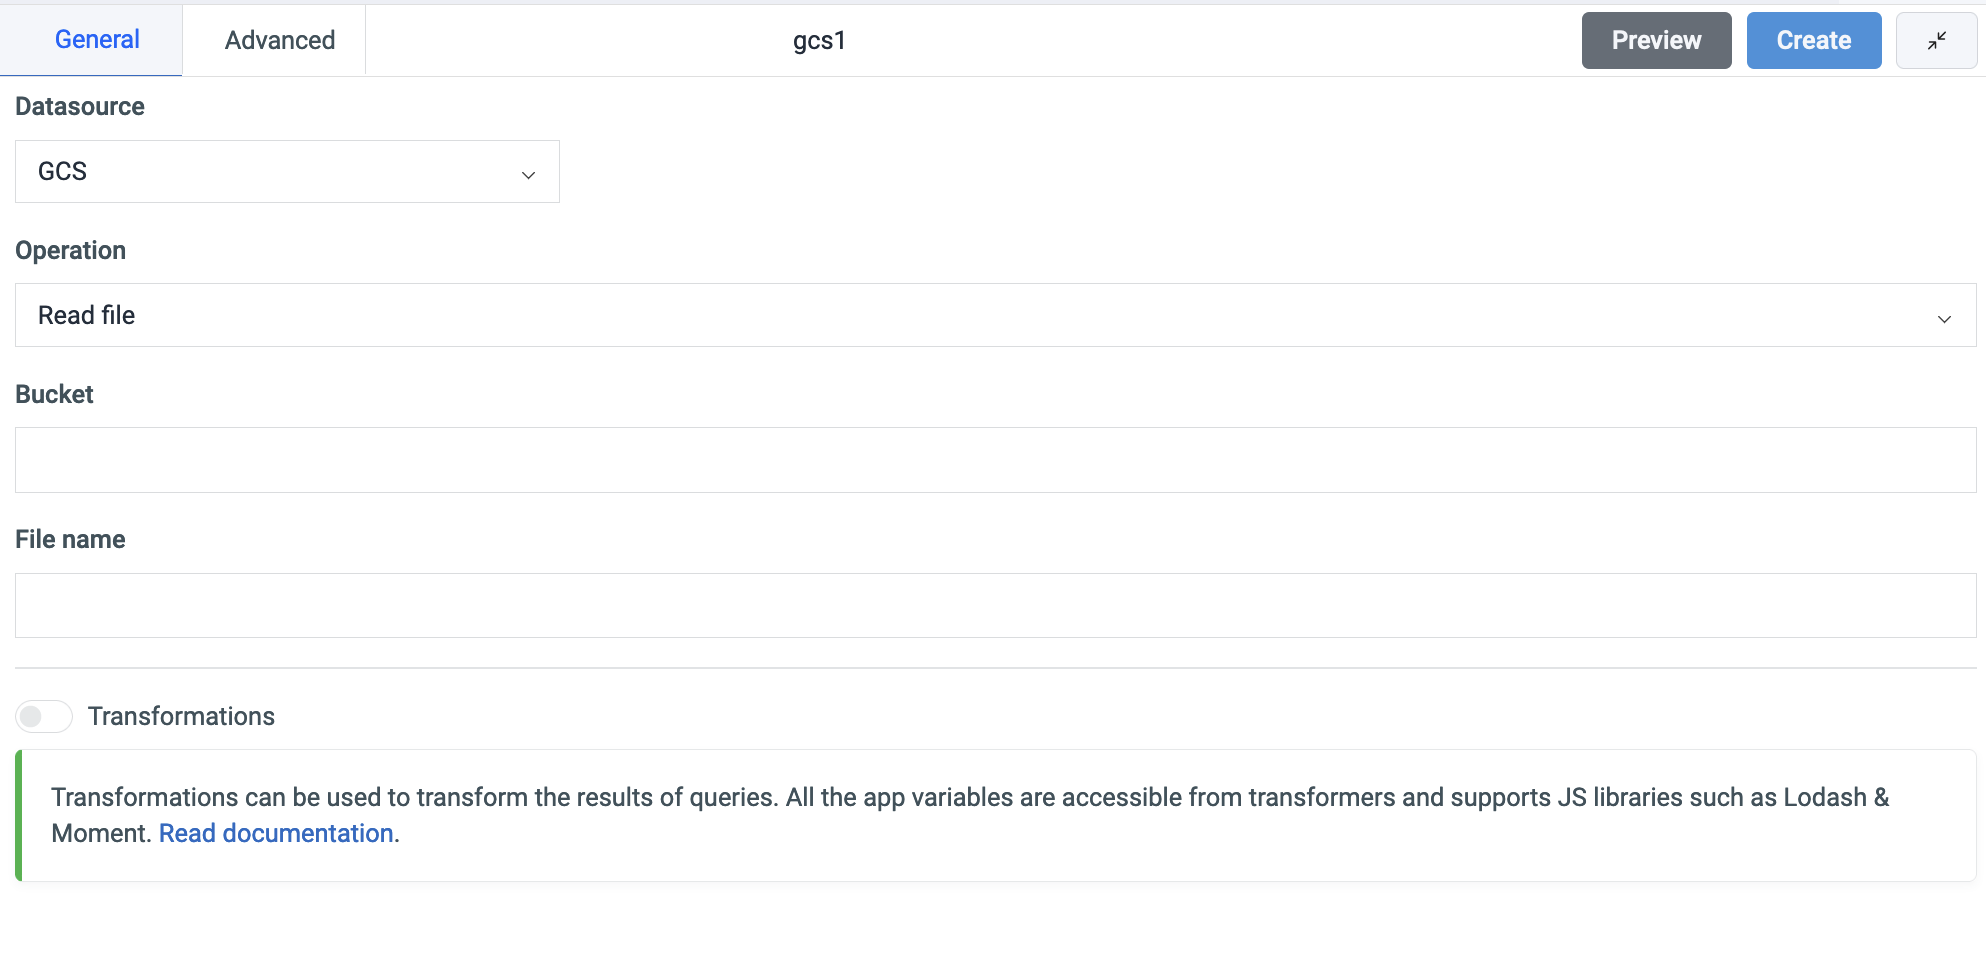 General
Advanced
gcs1
Preview
Create
Datasource
GCS
Operation
Read file
Bucket
File name
Transformations
Transformations can be used to transform the results of queries. All the app variables are accessible from transformers and supports JS libraries such as Lodash &
Moment. Read documentation.